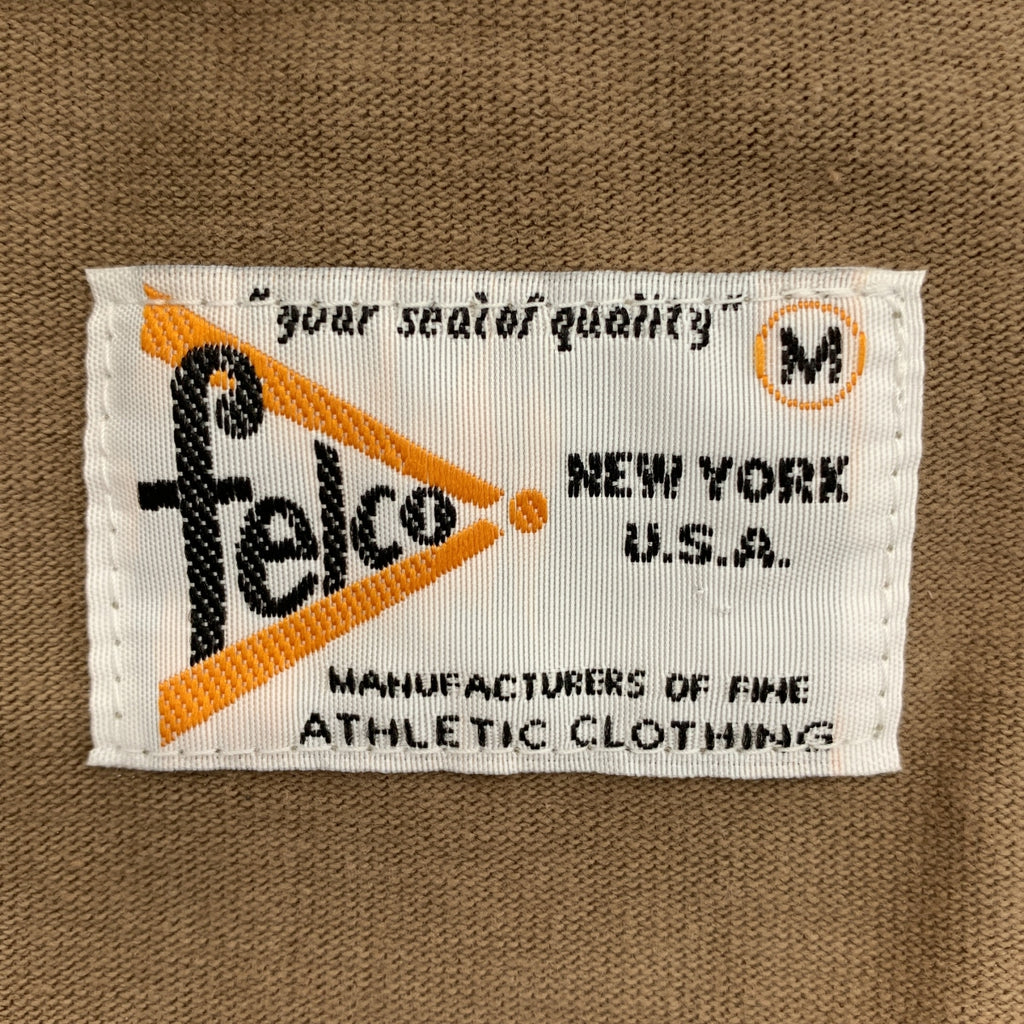 "your seal of quality"
M
felco
NEW YORK
U.S.A.
MANUFACTURERS OF FINE
ATHLETIC CLOTHING